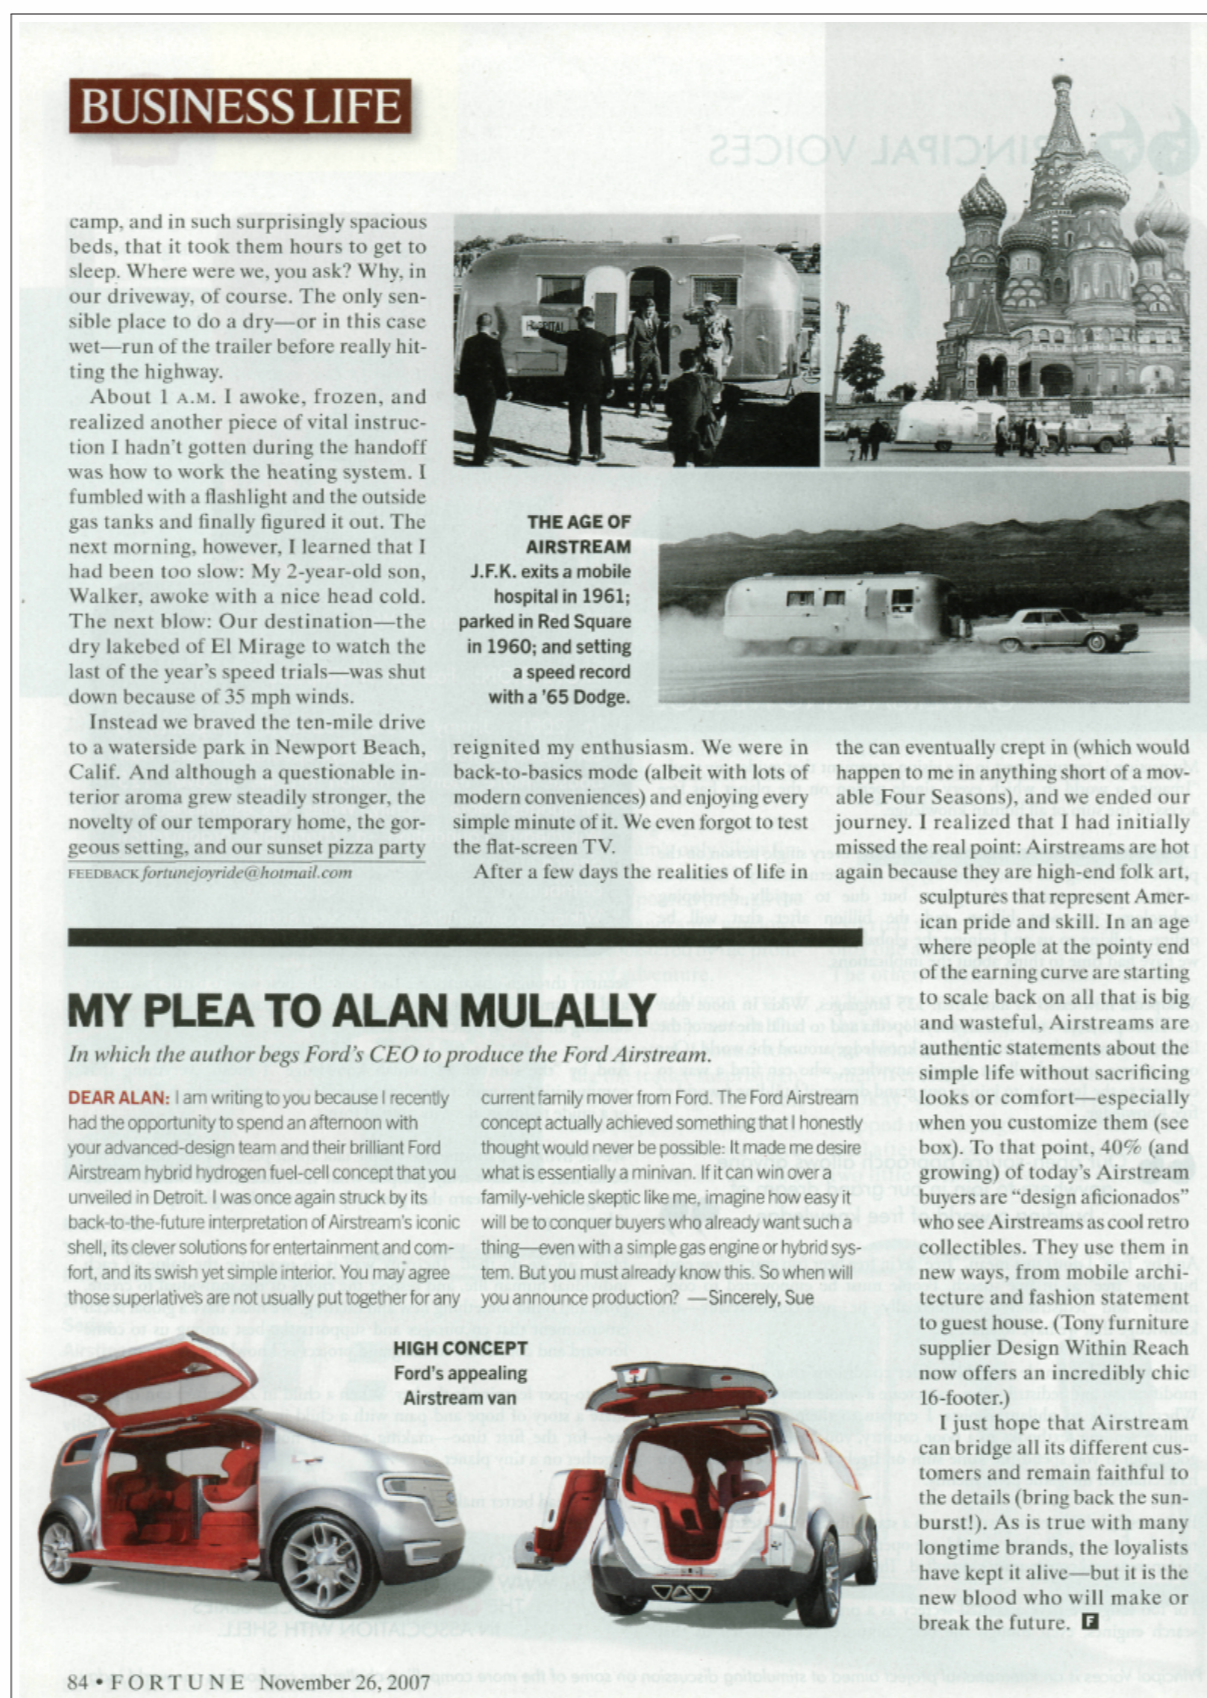 BUSINESS LIFE
camp, and in such surprisingly spacious
beds, that it took them hours to get to
sleep. Where were we, you ask? Why, in
our driveway, of course. The only sen-
sible place to do a dry—or in this case
wet—run of the trailer before really hit-
ting the highway.
About 1 A.M. I awoke, frozen, and
realized another piece of vital instruc-
tion I hadn't gotten during the handoff
was how to work the heating system. I
fumbled with a flashlight and the outside
gas tanks and finally figured it out. The
next morning, however, I learned that I
had been too slow: My 2-year-old son,
Walker, awoke with a nice head cold.
The next blow: Our destination—the
dry lakebed of El Mirage to watch the
last of the year's speed trials—was shut
down because of 35 mph winds.
Instead we braved the ten-mile drive
to a waterside park in Newport Beach,
Calif. And although a questionable in-
terior aroma grew steadily stronger, the
novelty of our temporary home, the gor-
geous setting, and our sunset pizza party
FEEDBACK fortunejoyride@hotmail.com
HOSPITAL
THE AGE OF
AIRSTREAM
J.F.K. exits a mobile
hospital in 1961;
parked in Red Square
in 1960; and setting
a speed record
with a '65 Dodge.
reignited my enthusiasm. We were in
back-to-basics mode (albeit with lots of
modern conveniences) and enjoying every
simple minute of it. We even forgot to test
the flat-screen TV.
After a few days the realities of life in
the can eventually crept in (which would
happen to me in anything short of a mov-
able Four Seasons), and we ended our
journey. I realized that I had initially
missed the real point: Airstreams are hot
again because they are high-end folk art,
sculptures that represent Amer-
ican pride and skill. In an age
where people at the pointy end
of the earning curve are starting
to scale back on all that is big
and wasteful, Airstreams are
authentic statements about the
simple life without sacrificing
looks or comfort—especially
when you customize them (see
box). To that point, 40% (and
growing) of today's Airstream
buyers are "design aficionados"
who see Airstreams as cool retro
collectibles. They use them in
new ways, from mobile archi-
tecture and fashion statement
to guest house. (Tony furniture
supplier Design Within Reach
now offers an incredibly chic
16-footer.)
I just hope that Airstream
can bridge all its different cus-
tomers and remain faithful to
the details (bring back the sun-
burst!). As is true with many
longtime brands, the loyalists
have kept it alive—but it is the
new blood who will make or
break the future. F
MY PLEA TO ALAN MULALLY
In which the author begs Ford's CEO to produce the Ford Airstream.
DEAR ALAN: I am writing to you because I recently
had the opportunity to spend an afternoon with
your advanced-design team and their brilliant Ford
Airstream hybrid hydrogen fuel-cell concept that you
unveiled in Detroit. I was once again struck by its
back-to-the-future interpretation of Airstream's iconic
shell, its clever solutions for entertainment and com-
fort, and its swish yet simple interior. You may agree
those superlatives are not usually put together for any
current family mover from Ford. The Ford Airstream
concept actually achieved something that I honestly
thought would never be possible: It made me desire
what is essentially a minivan. If it can win over a
family-vehicle skeptic like me, imagine how easy it
will be to conquer buyers who already want such a
thing—even with a simple gas engine or hybrid sys-
tem. But you must already know this. So when will
you announce production? —Sincerely, Sue
HIGH CONCEPT
Ford's appealing
Airstream van
84 • FORTUNE November 26, 2007